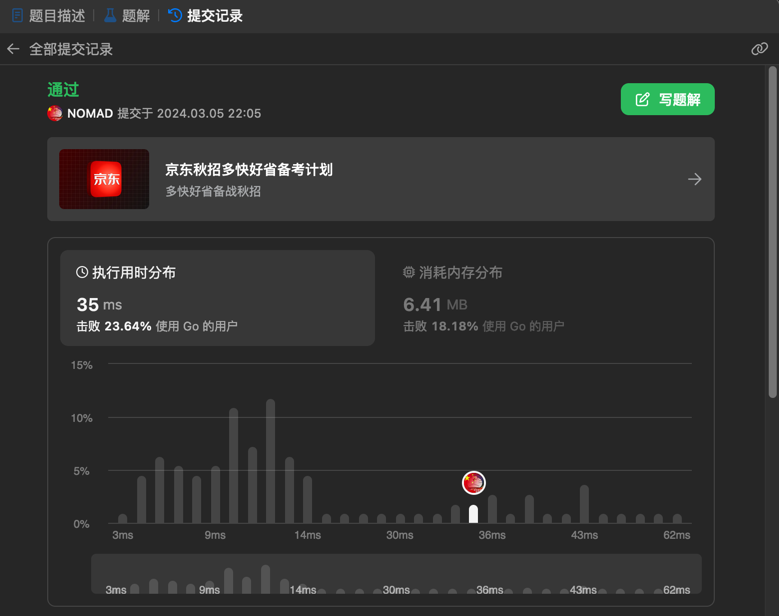 题目描述 题解 提交记录
全部提交记录
通过
NOMAD 提交于 2024.03.05 22:05
写题解
京东
京东秋招多快好省备考计划
多快好省备战秋招
执行用时分布
35 ms
击败 23.64% 使用 Go 的用户
消耗内存分布
6.41 MB
击败 18.18% 使用 Go 的用户
15%
10%
5%
0%
3ms 9ms 14ms 30ms 36ms 43ms 62ms
3ms 9ms 14ms 30ms 36ms 43ms 62ms